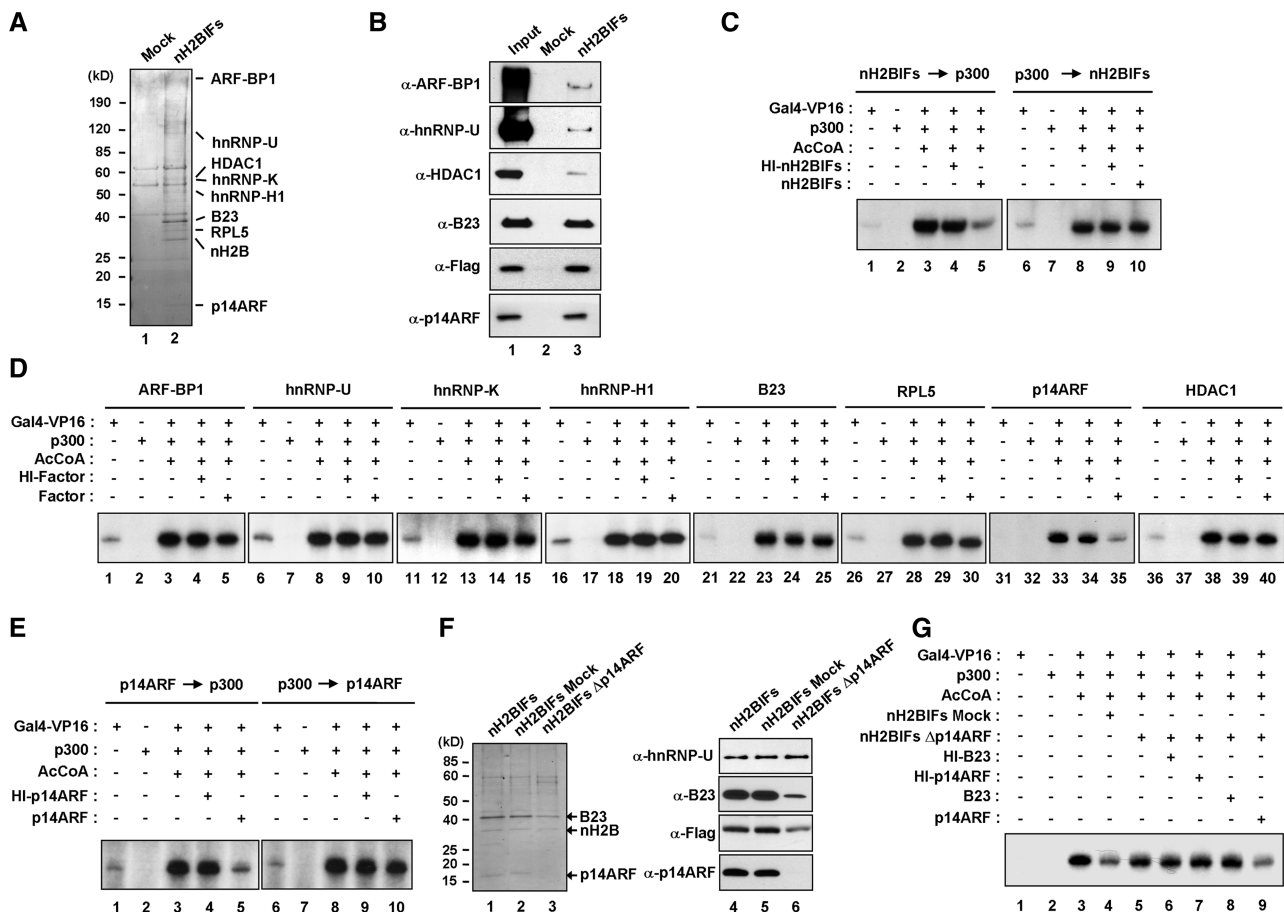 A
Mock
nH2BIFs
(kD)
190
120
85
60
50
40
25
20
15
ARF-BP1
hnRNP-U
HDAC1
hnRNP-K
hnRNP-H1
B23
RPL5
nH2B
p14ARF
1 2
B
Input
Mock
nH2BIFs
α-ARF-BP1
α-hnRNP-U
α-HDAC1
α-B23
α-Flag
α-p14ARF
1 2 3
C
nH2BIFs → p300 p300 → nH2BIFs
Gal4-VP16 : + - + + + + - + + +
p300 : - + + + + - + + + +
AcCoA : - - + + + - - + + +
HI-nH2BIFs : - - - + - - - - + -
nH2BIFs : - - - - + - - - - +
1 2 3 4 5 6 7 8 9 10
D
ARF-BP1 hnRNP-U hnRNP-K hnRNP-H1 B23 RPL5 p14ARF HDAC1
Gal4-VP16 : + - + + + + - + + + + - + + + + - + + + + - + + + + - + + + + - + + + + - + + +
p300 : - + + + + - + + + + - + + + + - + + + + - + + + + - + + + + - + + + + - + + + +
AcCoA : - - + + + - - + + + - - + + + - - + + + - - + + + - - + + + - - + + + - - + + +
HI-Factor : - - - + - - - - + - - - - + - - - - + - - - - + - - - - + - - - - + - - - - + -
Factor : - - - - + - - - - + - - - - + - - - - + - - - - + - - - - + - - - - + - - - - +
1 2 3 4 5 6 7 8 9 10 11 12 13 14 15 16 17 18 19 20 21 22 23 24 25 26 27 28 29 30 31 32 33 34 35 36 37 38 39 40
E
p14ARF → p300 p300 → p14ARF
Gal4-VP16 : + - + + + + - + + +
p300 : - + + + + - + + + +
AcCoA : - - + + + - - + + +
HI-p14ARF : - - - + - - - - + -
p14ARF : - - - - + - - - - +
1 2 3 4 5 6 7 8 9 10
F
nH2BIFs
nH2BIFs Mock
nH2BIFs Δp14ARF
(kD)
85
60
50
40
25
20
15
B23
nH2B
p14ARF
1 2 3
nH2BIFs
nH2BIFs Mock
nH2BIFs Δp14ARF
α-hnRNP-U
α-B23
α-Flag
α-p14ARF
4 5 6
G
Gal4-VP16 : + - + + + + + + +
p300 : - + + + + + + + +
AcCoA : - - + + + + + + +
nH2BIFs Mock : - - - + - - - - -
nH2BIFs Δp14ARF : - - - - + + + + +
HI-B23 : - - - - - + - - -
HI-p14ARF : - - - - - - + - -
B23 : - - - - - - - + -
p14ARF : - - - - - - - - +
1 2 3 4 5 6 7 8 9